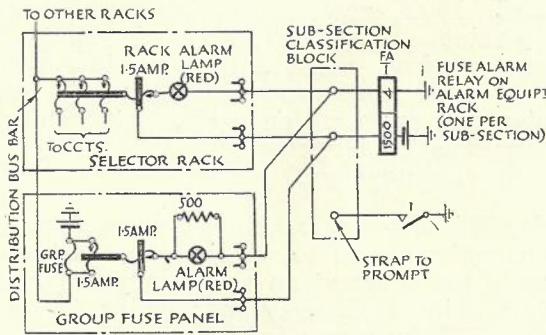 TO OTHER RACKS
RACK ALARM
LAMP
(RED)
1·5AMP.
TO CCTS.
SELECTOR RACK
DISTRIBUTION BUS BAR
SUB-SECTION
CLASSIFICATION
BLOCK
FA
4
1500
FUSE ALARM
RELAY ON
ALARM EQUIPT
RACK
(ONE PER
SUB-SECTION)
500
1·5AMP.
GRP.
FUSE
1·5AMP.
ALARM
LAMP(RED)
GROUP FUSE PANEL
STRAP TO
PROMPT